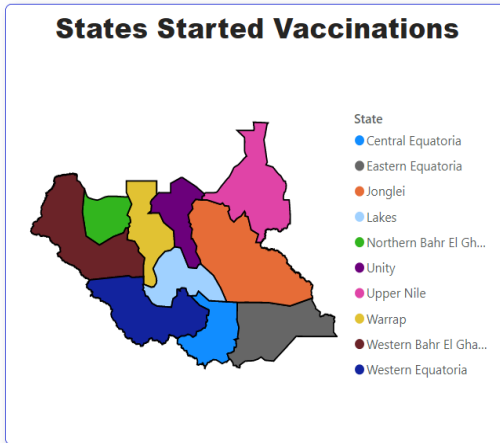 States Started Vaccinations
State
Central Equatoria
Eastern Equatoria
Jonglei
Lakes
Northern Bahr El Gh...
Unity
Upper Nile
Warrap
Western Bahr El Gha...
Western Equatoria